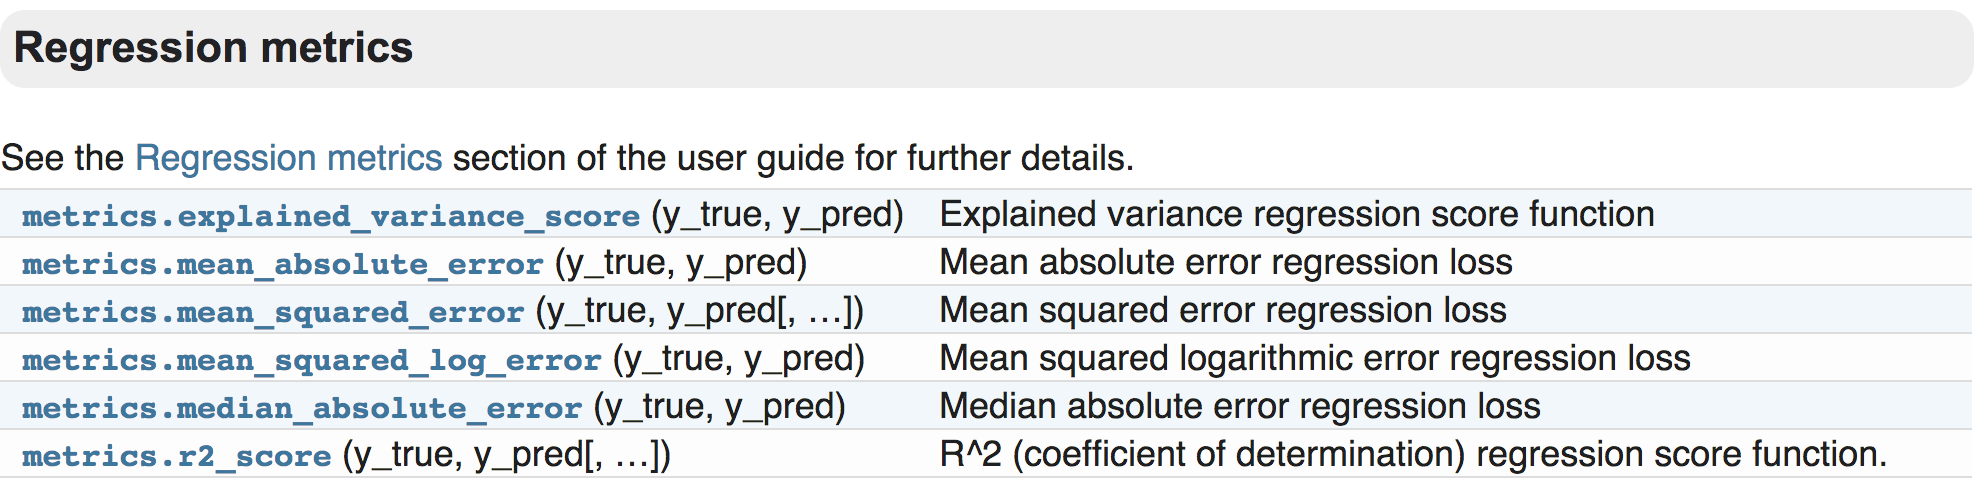 Regression metrics
See the Regression metrics section of the user guide for further details.
metrics.explained_variance_score (y_true, y_pred) Explained variance regression score function
metrics.mean_absolute_error (y_true, y_pred) Mean absolute error regression loss
metrics.mean_squared_error (y_true, y_pred[, …]) Mean squared error regression loss
metrics.mean_squared_log_error (y_true, y_pred) Mean squared logarithmic error regression loss
metrics.median_absolute_error (y_true, y_pred) Median absolute error regression loss
metrics.r2_score (y_true, y_pred[, …]) R^2 (coefficient of determination) regression score function.